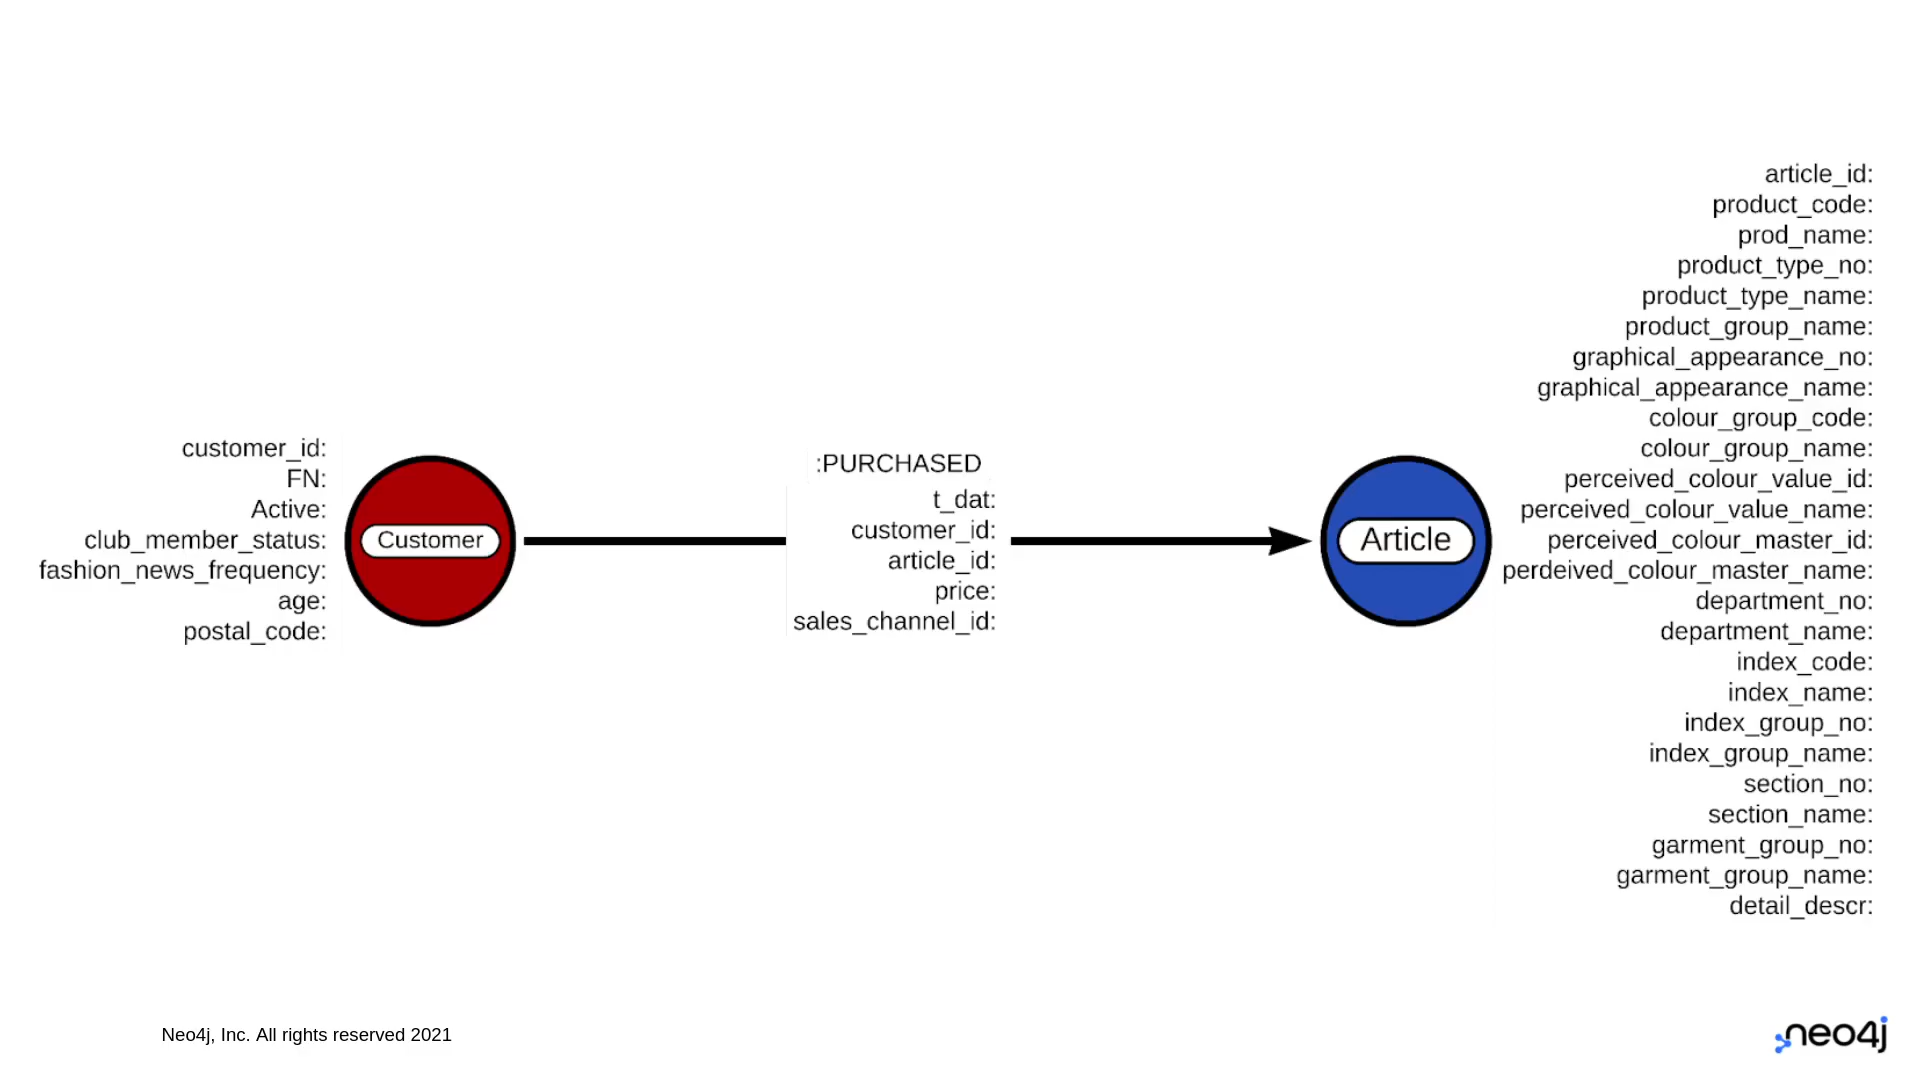 customer_id:
FN:
Active:
club_member_status:
fashion_news_frequency:
age:
postal_code:
Customer
:PURCHASED
t_dat:
customer_id:
article_id:
price:
sales_channel_id:
Article
article_id:
product_code:
prod_name:
product_type_no:
product_type_name:
product_group_name:
graphical_appearance_no:
graphical_appearance_name:
colour_group_code:
colour_group_name:
perceived_colour_value_id:
perceived_colour_value_name:
perceived_colour_master_id:
perdeived_colour_master_name:
department_no:
department_name:
index_code:
index_name:
index_group_no:
index_group_name:
section_no:
section_name:
garment_group_no:
garment_group_name:
detail_descr:
Neo4j, Inc. All rights reserved 2021
neo4j